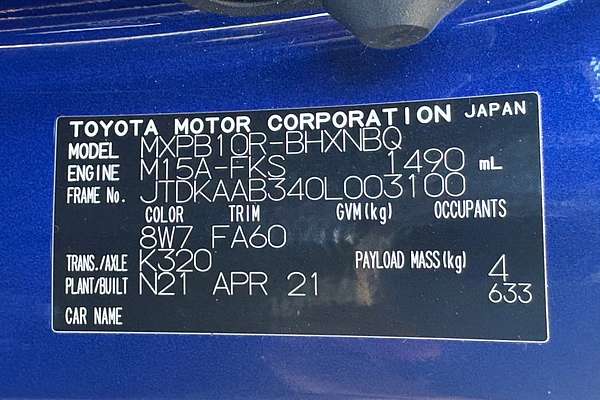 TOYOTA MOTOR CORPORATION JAPAN
MODEL MXPB10R-BHXNBQ
ENGINE M15A-FKS 1490 mL
FRAME No. JTDKAAB340L003100
COLOR TRIM GVM(kg) OCCUPANTS
8W7 FA60
TRANS./AXLE K320 PAYLOAD MASS(kg) 4
PLANT/BUILT N21 APR 21 633
CAR NAME